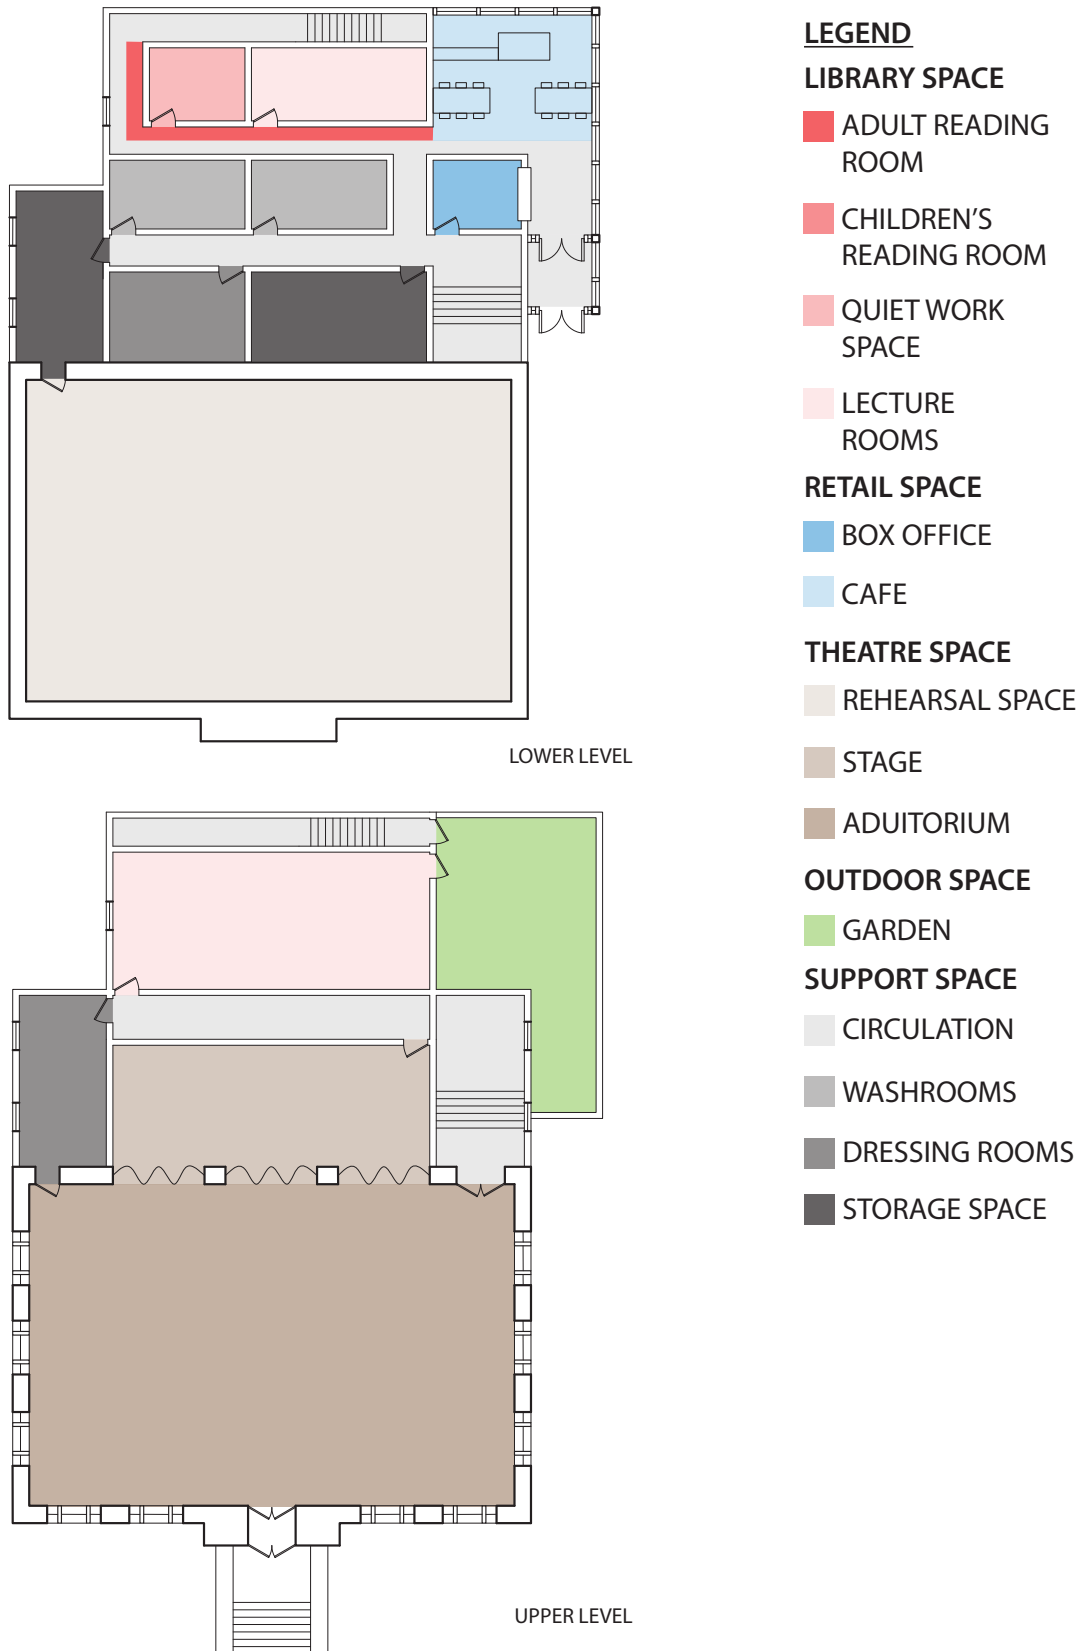 LEGEND
LIBRARY SPACE
ADULT READING
ROOM
CHILDREN'S
READING ROOM
QUIET WORK
SPACE
LECTURE
ROOMS
RETAIL SPACE
BOX OFFICE
CAFE
THEATRE SPACE
REHEARSAL SPACE
STAGE
ADUITORIUM
OUTDOOR SPACE
GARDEN
SUPPORT SPACE
CIRCULATION
WASHROOMS
DRESSING ROOMS
STORAGE SPACE
LOWER LEVEL
UPPER LEVEL